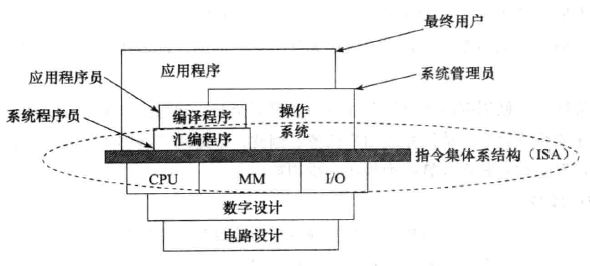 最终用户
应用程序
系统管理员
应用程序员
编译程序
操作
系统
系统程序员
汇编程序
指令集体系结构（ISA）
CPU
MM
I/O
数字设计
电路设计